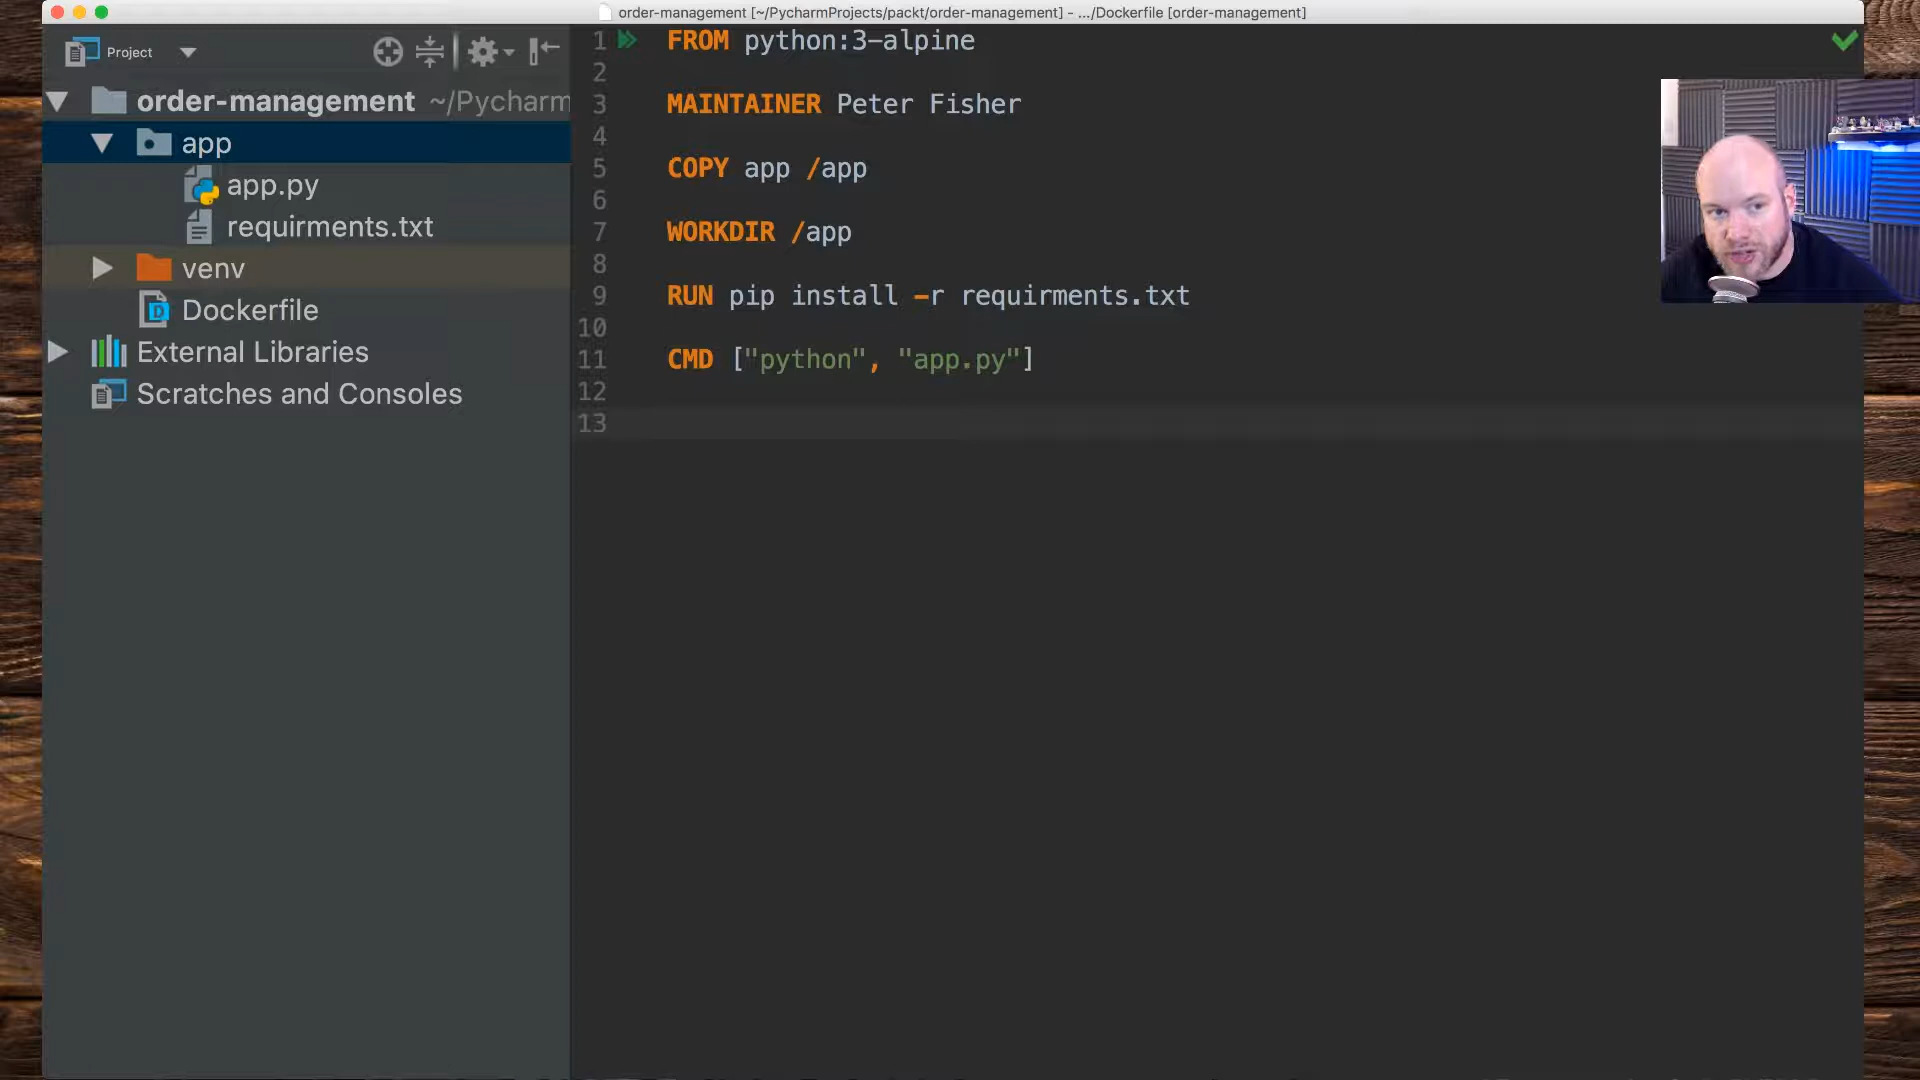 order-management [~/PycharmProjects/packt/order-management] - .../Dockerfile [order-management]
Project
order-management ~/Pycharm
app
app.py
requirments.txt
venv
Dockerfile
External Libraries
Scratches and Consoles
1 FROM python:3-alpine
2
3 MAINTAINER Peter Fisher
4
5 COPY app /app
6
7 WORKDIR /app
8
9 RUN pip install -r requirments.txt
10
11 CMD ["python", "app.py"]
12
13